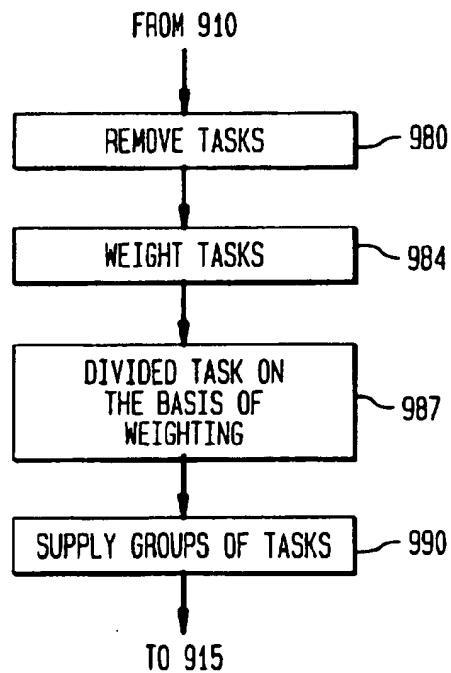 FROM 910
REMOVE TASKS
980
WEIGHT TASKS
984
DIVIDED TASK ON
THE BASIS OF
WEIGHTING
987
SUPPLY GROUPS OF TASKS
990
TO 915